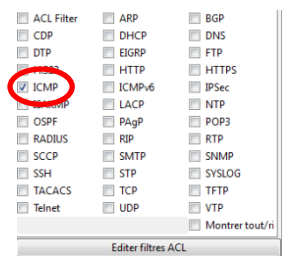 ACL Filter ARP BGP
CDP DHCP DNS
DTP EIGRP FTP
HTTP HTTPS
ICMP ICMPv6 IPSec
LACP NTP
OSPF PAgP POP3
RADIUS RIP RTP
SCCP SMTP SNMP
SSH STP SYSLOG
TACACS TCP TFTP
Telnet UDP VTP
Montrer tout/ri
Editer filtres ACL